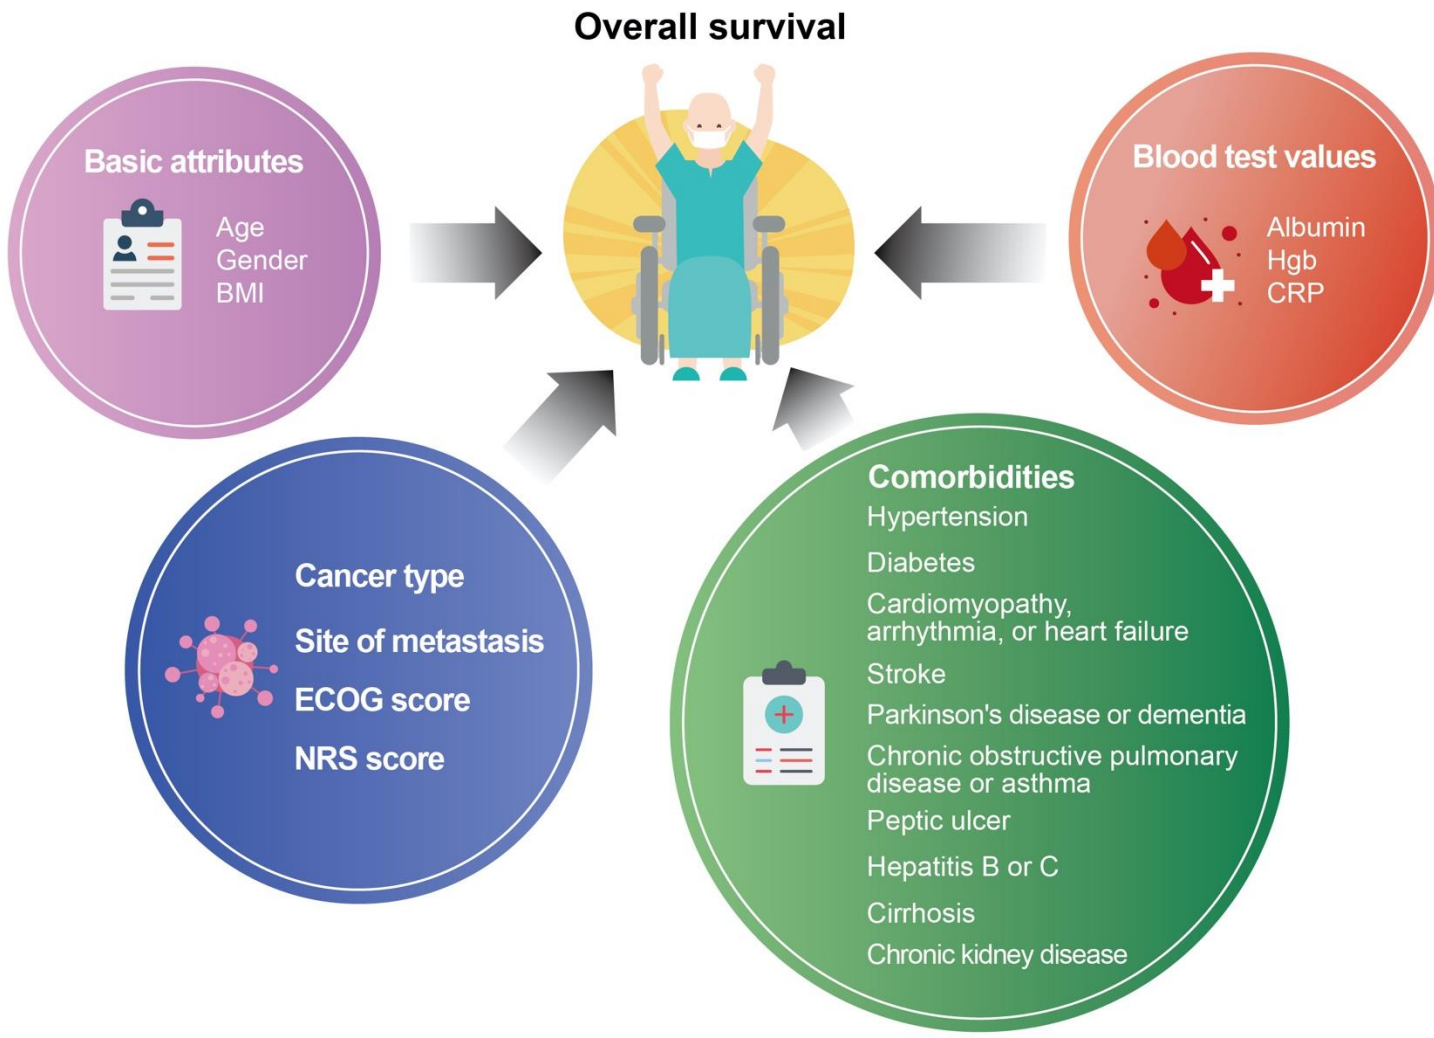 Overall survival
Basic attributes
Age
Gender
BMI
Blood test values
Albumin
Hgb
CRP
Cancer type
Site of metastasis
ECOG score
NRS score
Comorbidities
Hypertension
Diabetes
Cardiomyopathy,
arrhythmia, or heart failure
Stroke
Parkinson's disease or dementia
Chronic obstructive pulmonary
disease or asthma
Peptic ulcer
Hepatitis B or C
Cirrhosis
Chronic kidney disease